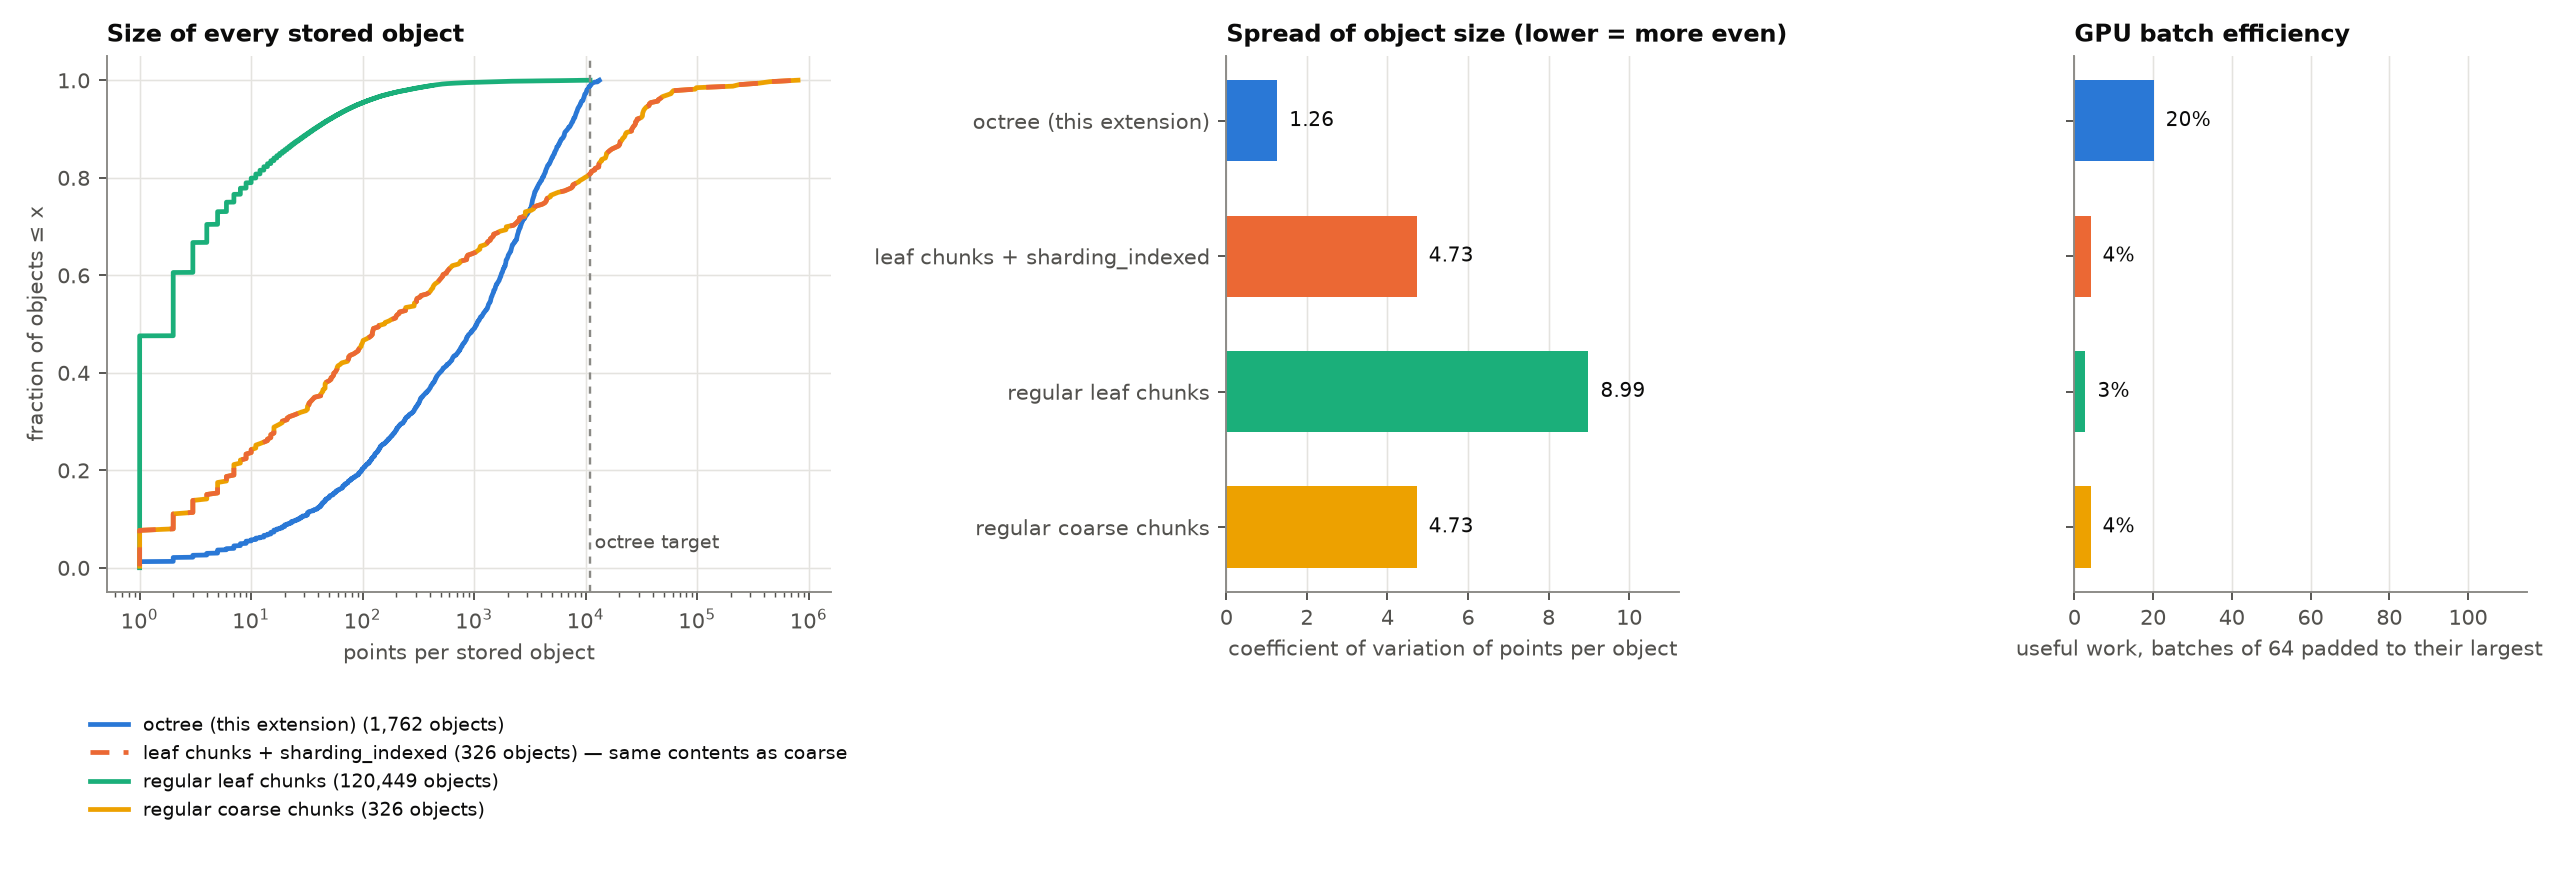 Size of every stored object
1.0
0.8
0.6
0.4
0.2
0.0
fraction of objects ≤ x
octree target
10⁰ 10¹ 10² 10³ 10⁴ 10⁵ 10⁶
points per stored object
octree (this extension) (1,762 objects)
leaf chunks + sharding_indexed (326 objects) — same contents as coarse
regular leaf chunks (120,449 objects)
regular coarse chunks (326 objects)
Spread of object size (lower = more even)
octree (this extension) 1.26
leaf chunks + sharding_indexed 4.73
regular leaf chunks 8.99
regular coarse chunks 4.73
0 2 4 6 8 10
coefficient of variation of points per object
GPU batch efficiency
20%
4%
3%
4%
0 20 40 60 80 100
useful work, batches of 64 padded to their largest